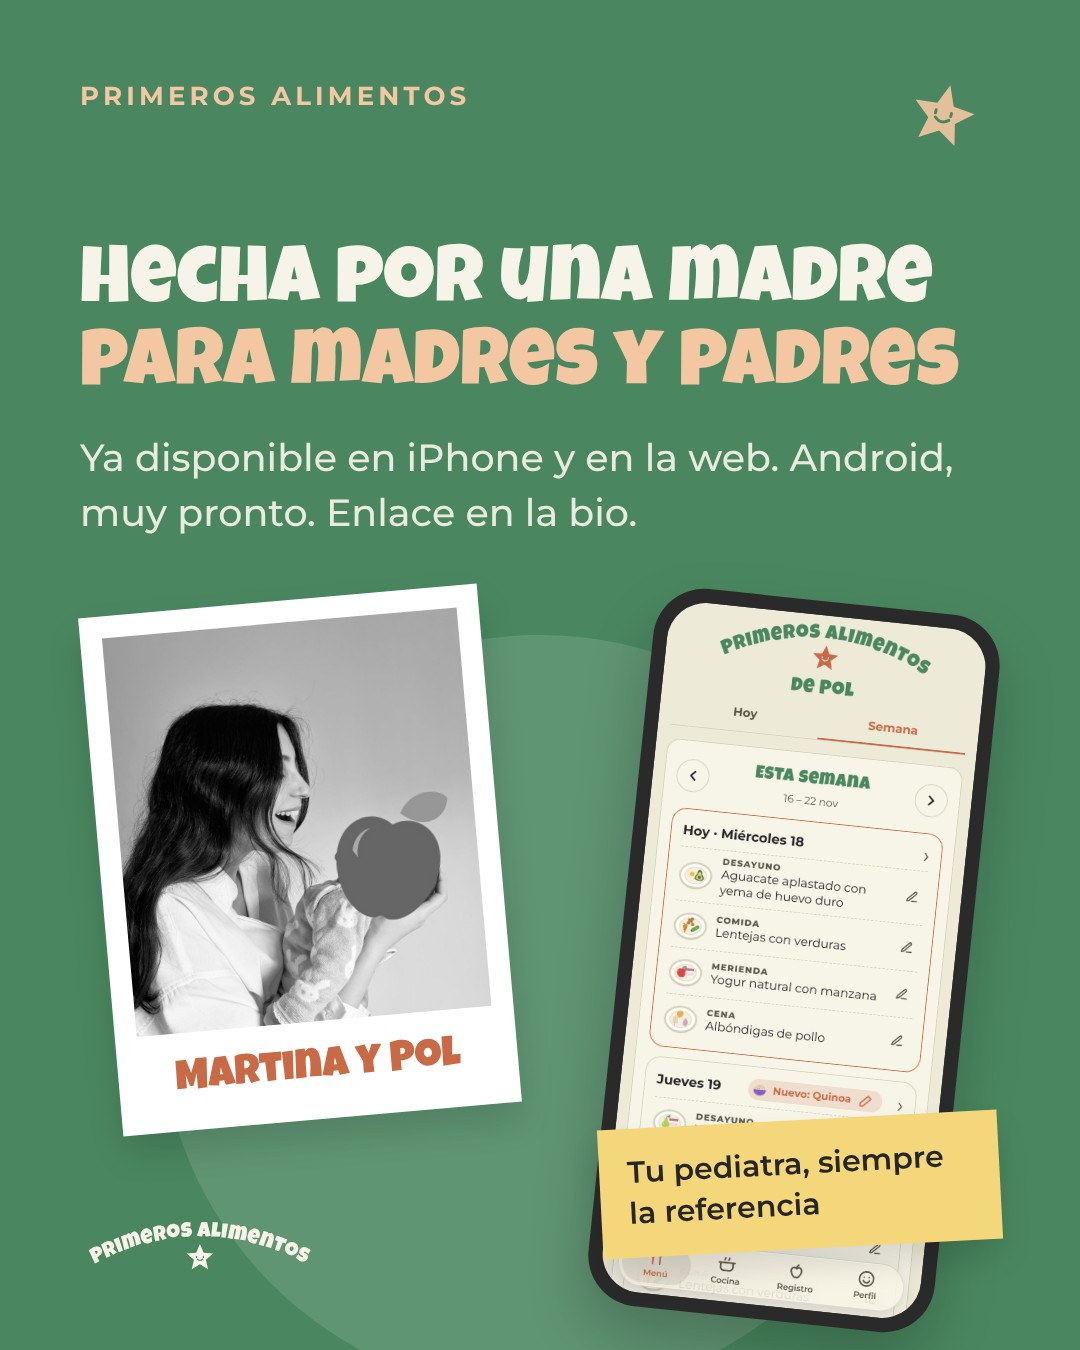 PRIMEROS ALIMENTOS
HECHA POR UNA MADRE
PARA MADRES Y PADRES
Ya disponible en iPhone y en la web. Android,
muy pronto. Enlace en la bio.
MARTINA Y POL
PRIMEROS ALIMENTOS
DE POL
Hoy
Semana
ESTA SEMANA
16 – 22 nov
Hoy · Miércoles 18
DESAYUNO
Aguacate aplastado con
yema de huevo duro
COMIDA
Lentejas con verduras
MERIENDA
Yogur natural con manzana
CENA
Albóndigas de pollo
Jueves 19
Nuevo: Quinoa
DESAYUNO
Tu pediatra, siempre
la referencia
Menú
Cocina
Registro
Perfil
Lentejas con verduras
PRIMEROS ALIMENTOS